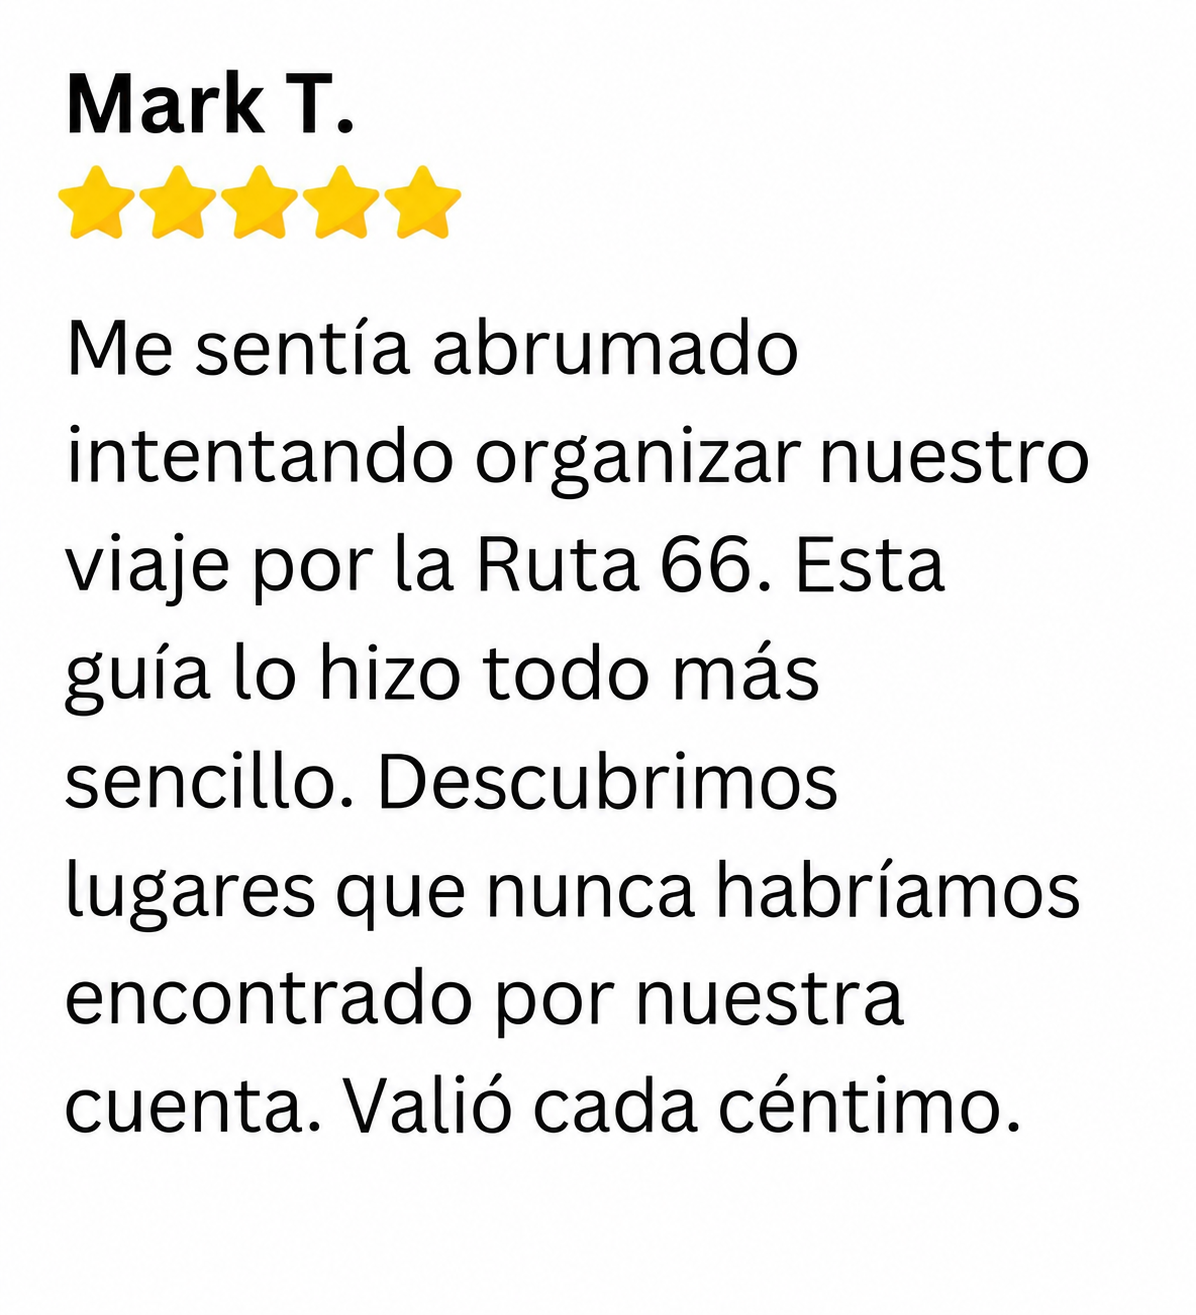 Mark T.
⭐⭐⭐⭐⭐
Me sentía abrumado
intentando organizar nuestro
viaje por la Ruta 66. Esta
guía lo hizo todo más
sencillo. Descubrimos
lugares que nunca habríamos
encontrado por nuestra
cuenta. Valió cada céntimo.